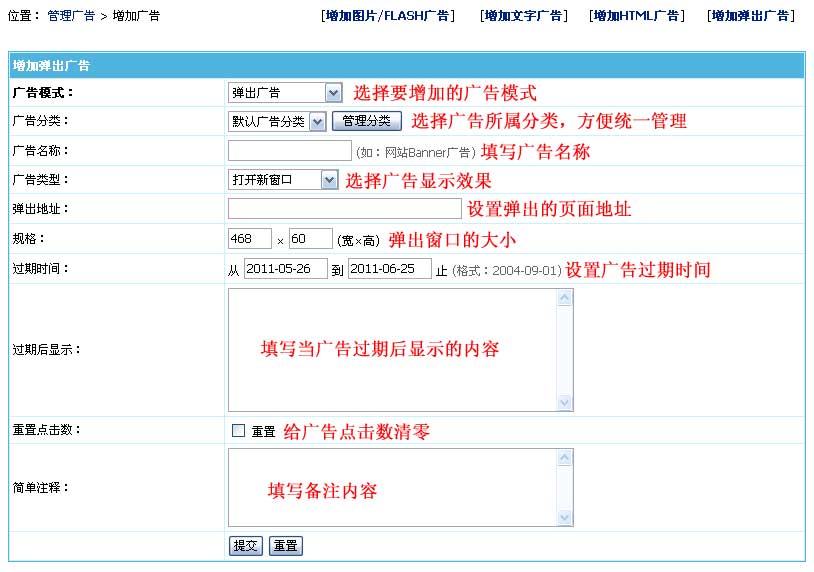 位置： 管理广告 > 增加广告 [增加图片/FLASH广告] [增加文字广告] [增加HTML广告] [增加弹出广告]
增加弹出广告
广告模式： 弹出广告 选择要增加的广告模式
广告分类： 默认广告分类 管理分类 选择广告所属分类，方便统一管理
广告名称： (如：网站Banner广告) 填写广告名称
广告类型： 打开新窗口 选择广告显示效果
弹出地址： 设置弹出的页面地址
规格： 468 × 60 (宽×高) 弹出窗口的大小
过期时间： 从 2011-05-26 到 2011-06-25 止 (格式：2004-09-01) 设置广告过期时间
过期后显示： 填写当广告过期后显示的内容
重置点击数： 重置 给广告点击数清零
简单注释： 填写备注内容
提交 重置